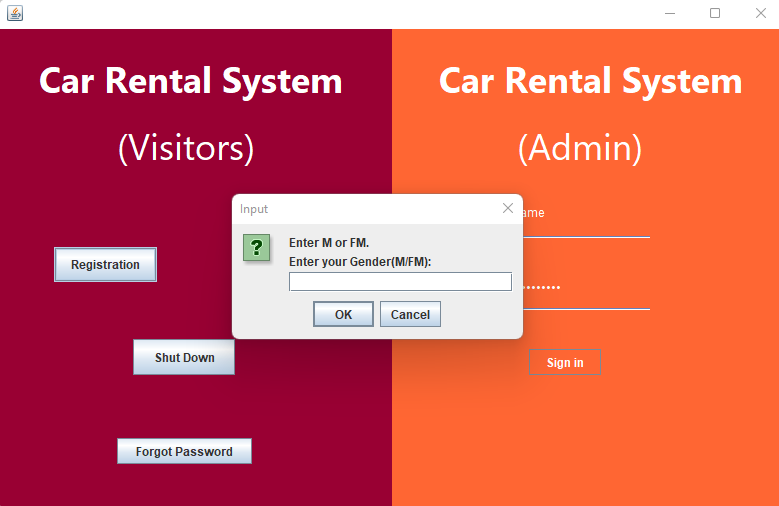 Car Rental System
(Visitors)
Registration
Shut Down
Forgot Password
Car Rental System
(Admin)
Sign in
Input
?
Enter M or FM.
Enter your Gender(M/FM):
OK
Cancel